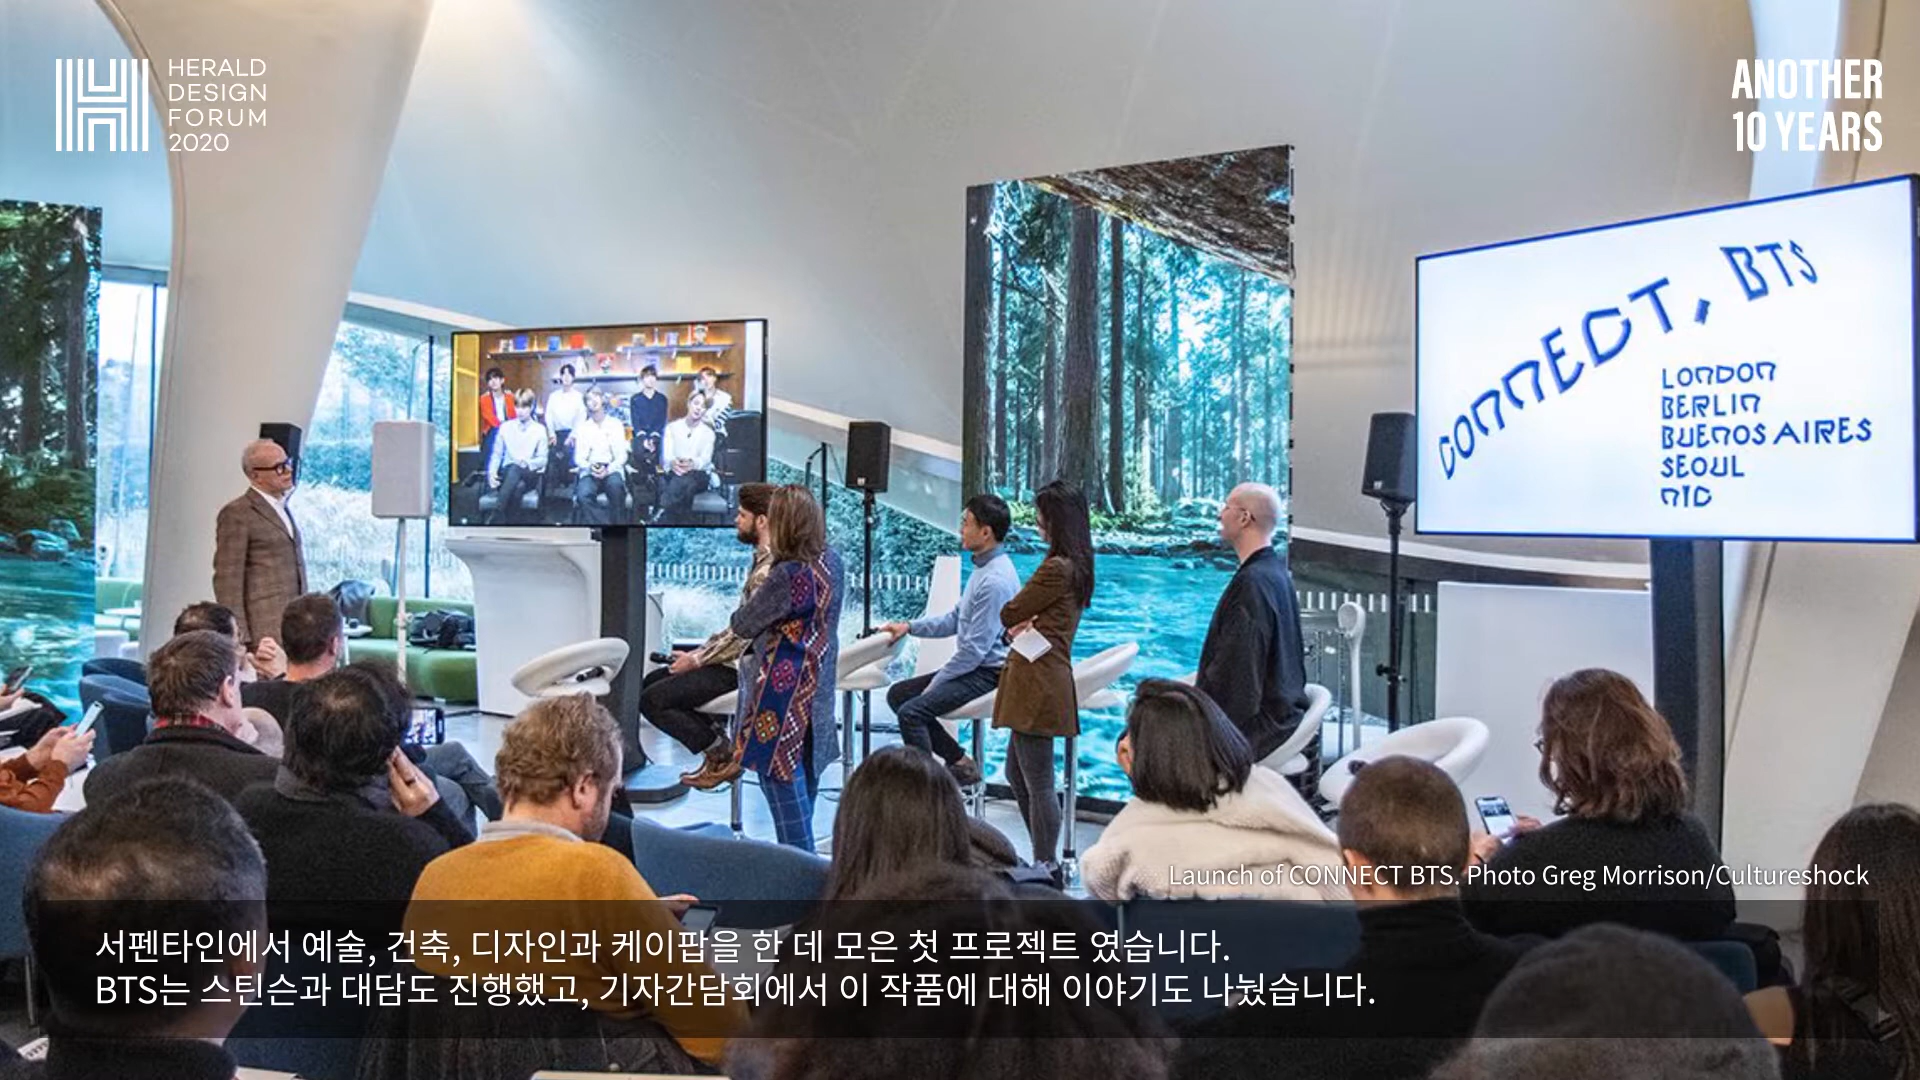 HERALD
DESIGN
FORUM
2020
ANOTHER
10 YEARS
CONNECT, BTS
LONDON
BERLIN
BUENOS AIRES
SEOUL
NYC
Launch of CONNECT BTS. Photo Greg Morrison/Cultureshock
서펜타인에서 예술, 건축, 디자인과 케이팝을 한 데 모은 첫 프로젝트 였습니다.
BTS는 스틴슨과 대담도 진행했고, 기자간담회에서 이 작품에 대해 이야기도 나눴습니다.